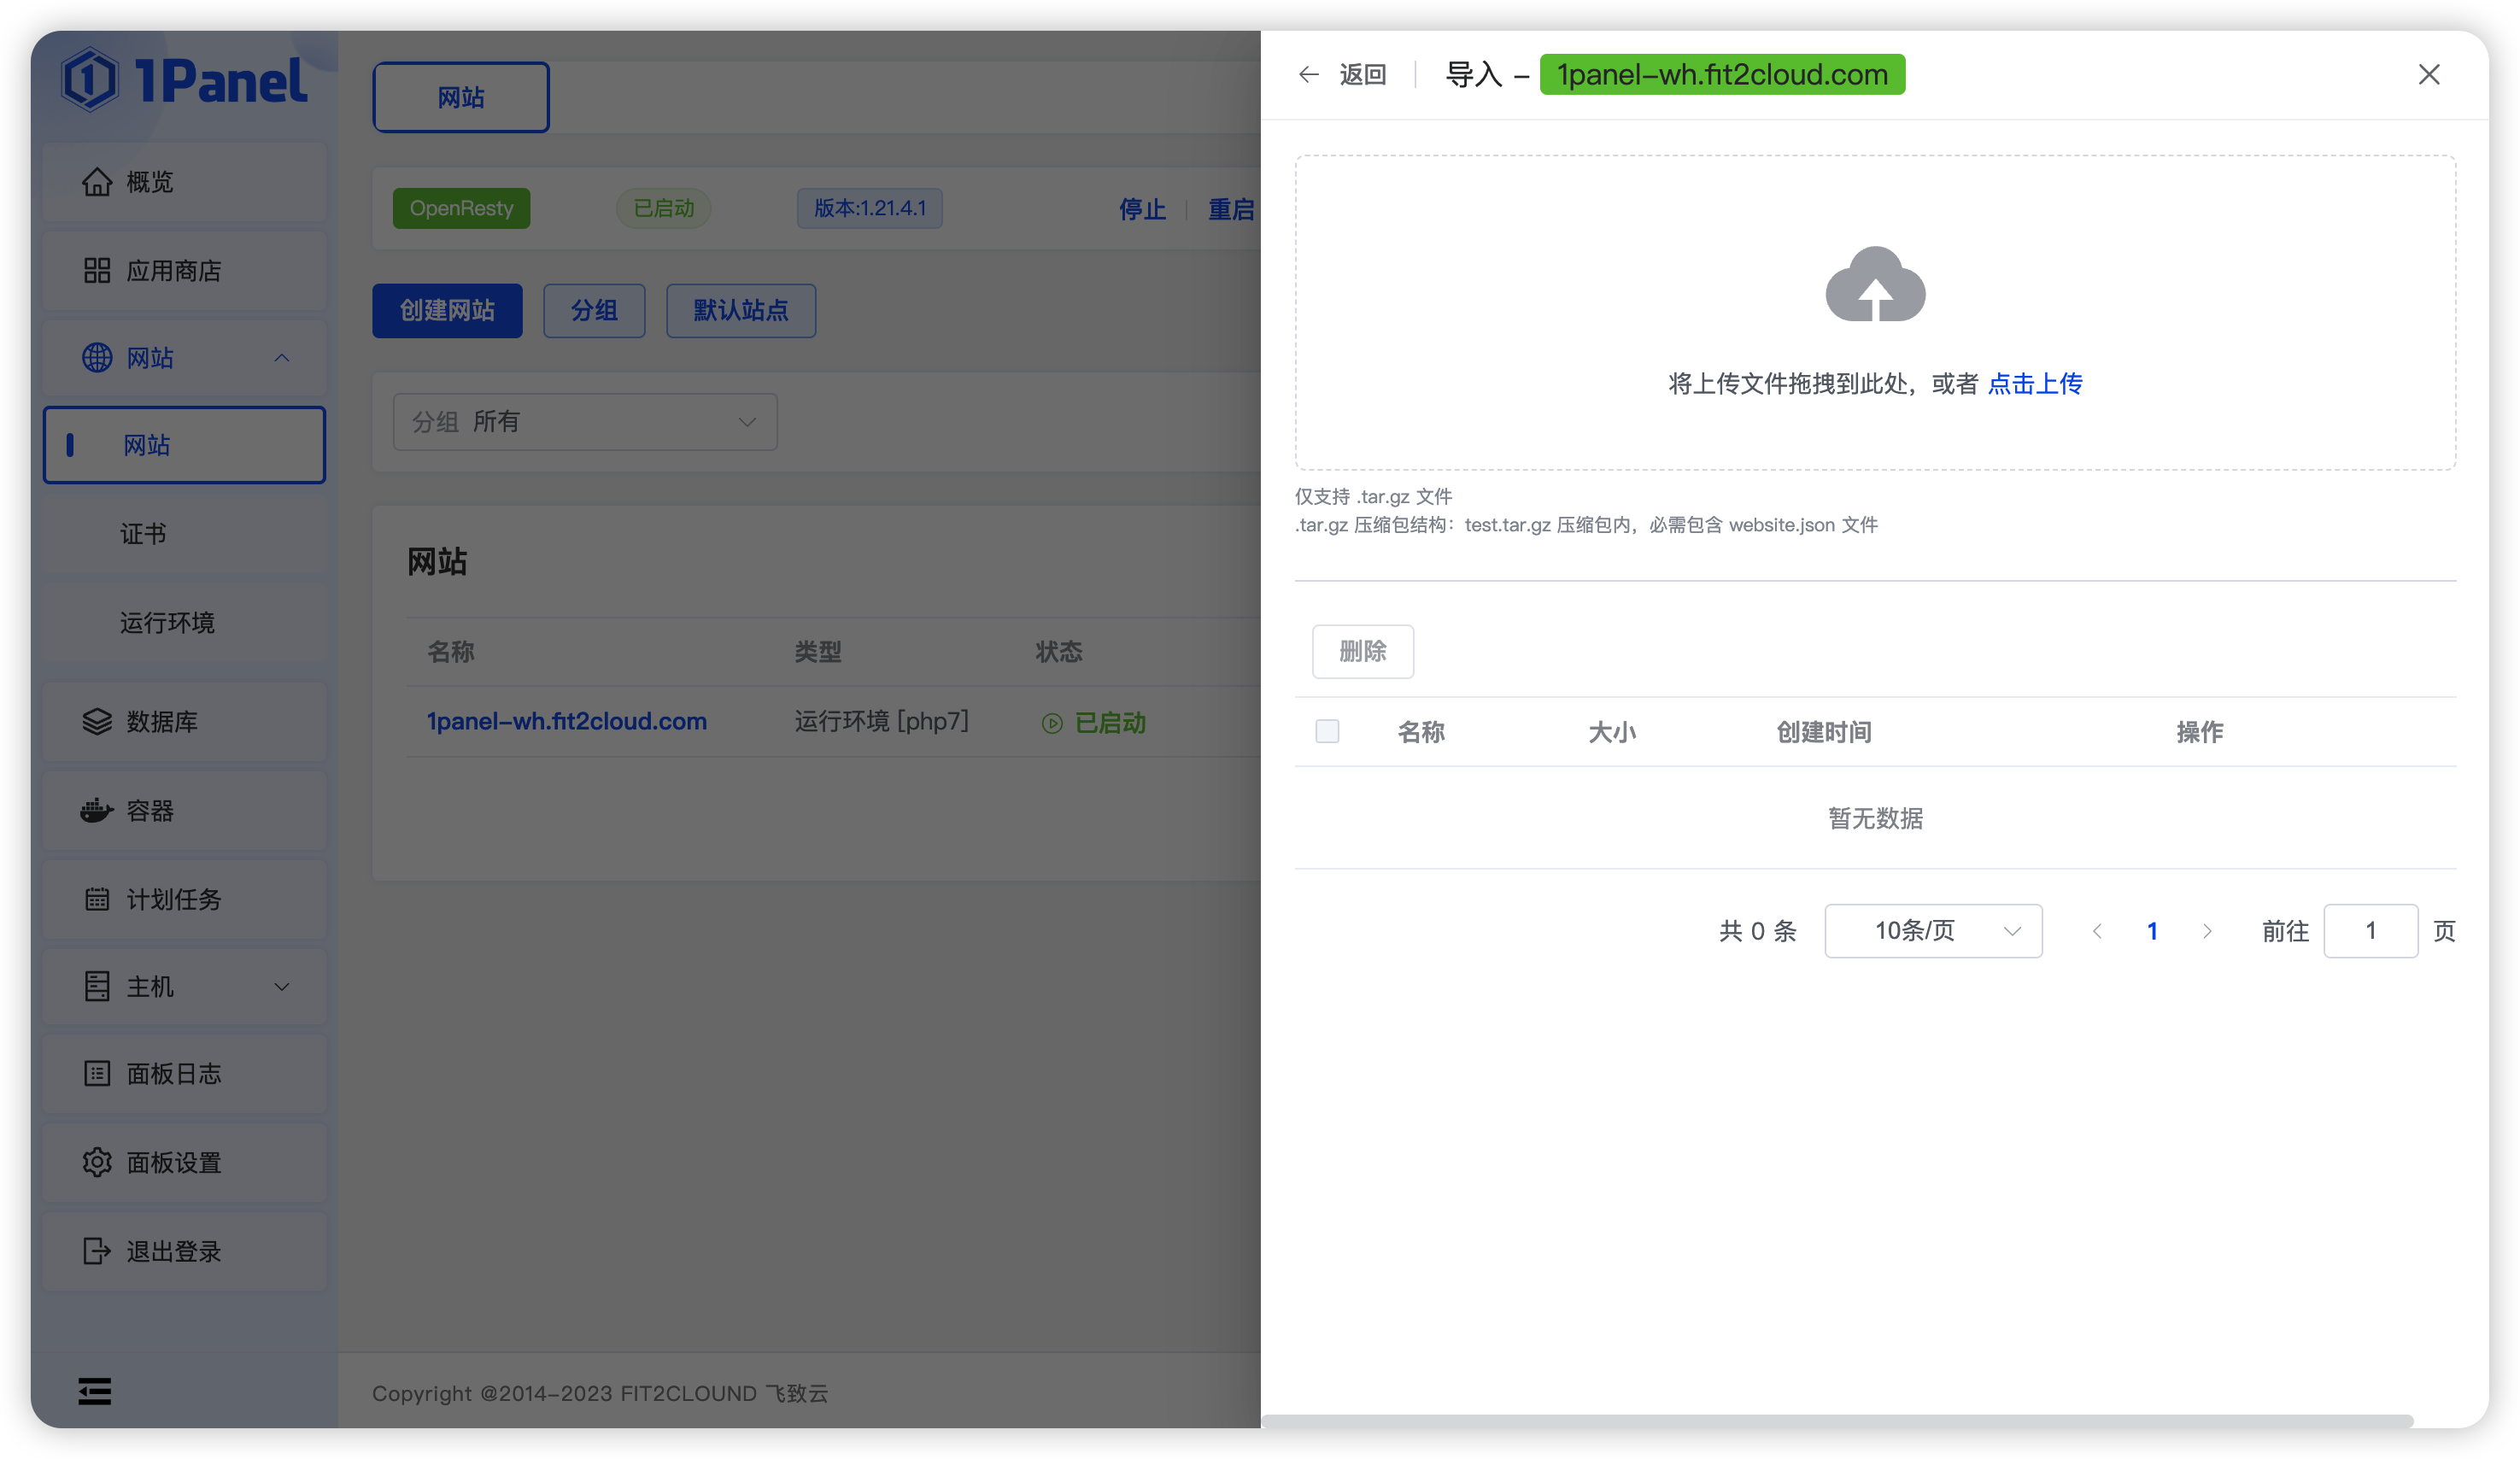 1Panel
概览
应用商店
网站
网站
证书
运行环境
数据库
容器
计划任务
主机
面板日志
面板设置
退出登录
网站
OpenResty 已启动 版本:1.21.4.1 停止 重启
创建网站 分组 默认站点
分组 所有
网站
名称 类型 状态
1panel-wh.fit2cloud.com 运行环境 [php7] 已启动
Copyright @2014-2023 FIT2CLOUND 飞致云
返回 导入 - 1panel-wh.fit2cloud.com
将上传文件拖拽到此处，或者 点击上传
仅支持 .tar.gz 文件
.tar.gz 压缩包结构：test.tar.gz 压缩包内，必需包含 website.json 文件
删除
名称 大小 创建时间 操作
暂无数据
共 0 条 10条/页 1 前往 1 页